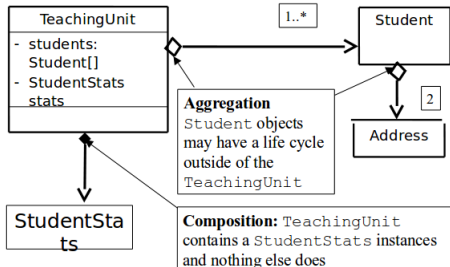 TeachingUnit
- students:
Student[]
- StudentStats
stats
1..*
Student
2
Address
Aggregation
Student objects
may have a life cycle
outside of the
TeachingUnit
StudentSta
ts
Composition: TeachingUnit
contains a StudentStats instances
and nothing else does